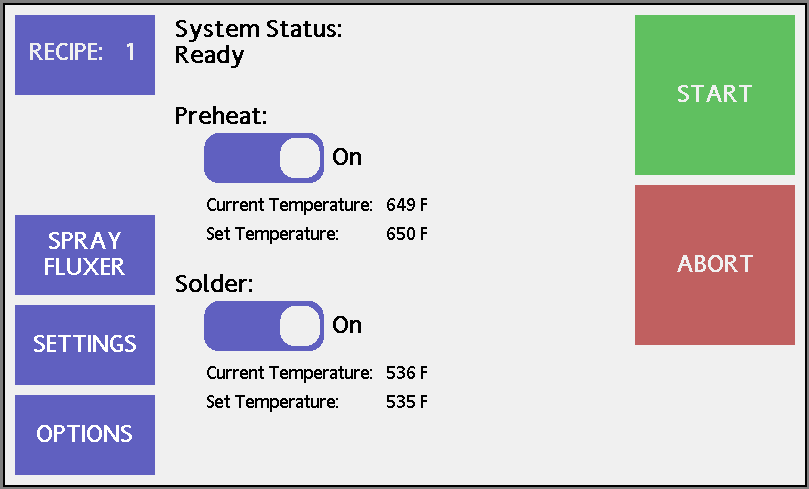 RECIPE: 1
System Status:
Ready
START
Preheat:
On
Current Temperature: 649 F
Set Temperature: 650 F
SPRAY
FLUXER
ABORT
Solder:
On
SETTINGS
Current Temperature: 536 F
Set Temperature: 535 F
OPTIONS